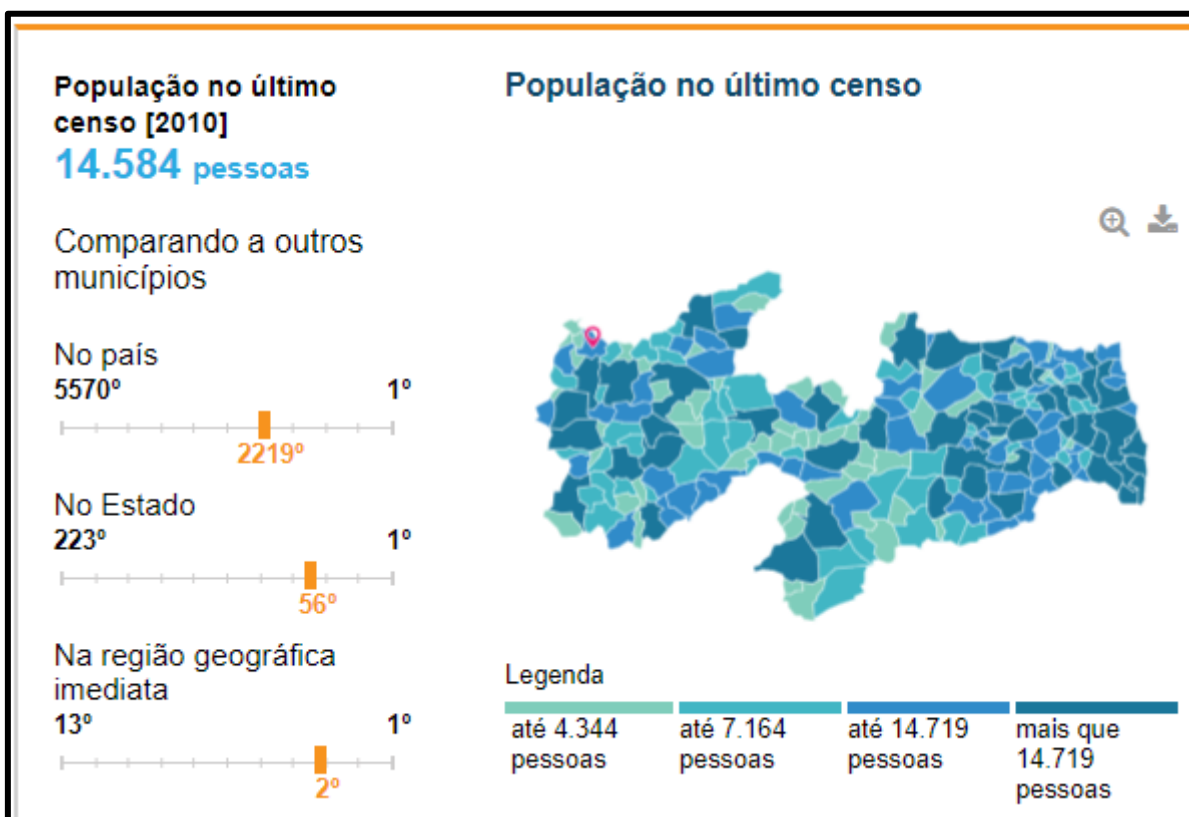 População no último
censo [2010]
14.584 pessoas
Comparando a outros
municípios
No país
5570º 1º
2219º
No Estado
223º 1º
56º
Na região geográfica
imediata
13º 1º
2º
População no último censo
Legenda
até 4.344
pessoas
até 7.164
pessoas
até 14.719
pessoas
mais que
14.719
pessoas